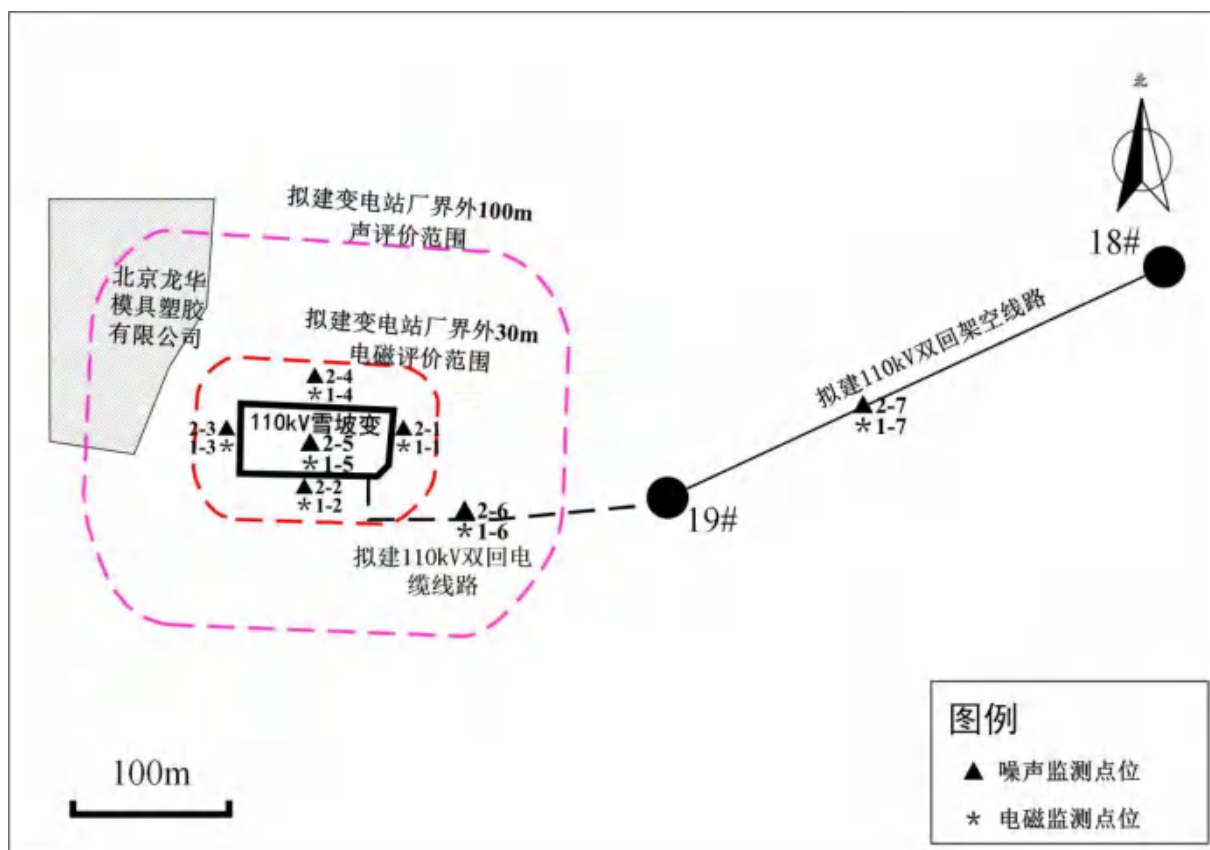 北
拟建变电站厂界外100m
声评价范围
18#
北京龙华
模具塑胶
有限公司
拟建变电站厂界外30m
电磁评价范围
拟建110kV双回架空线路
▲2-4
*1-4
110kV雪坡变
2-3▲
1-3*
▲2-5
*1-5
▲2-1
*1-1
▲2-7
*1-7
▲2-2
*1-2
▲2-6
*1-6
19#
拟建110kV双回电
缆线路
图例
▲ 噪声监测点位
* 电磁监测点位
100m